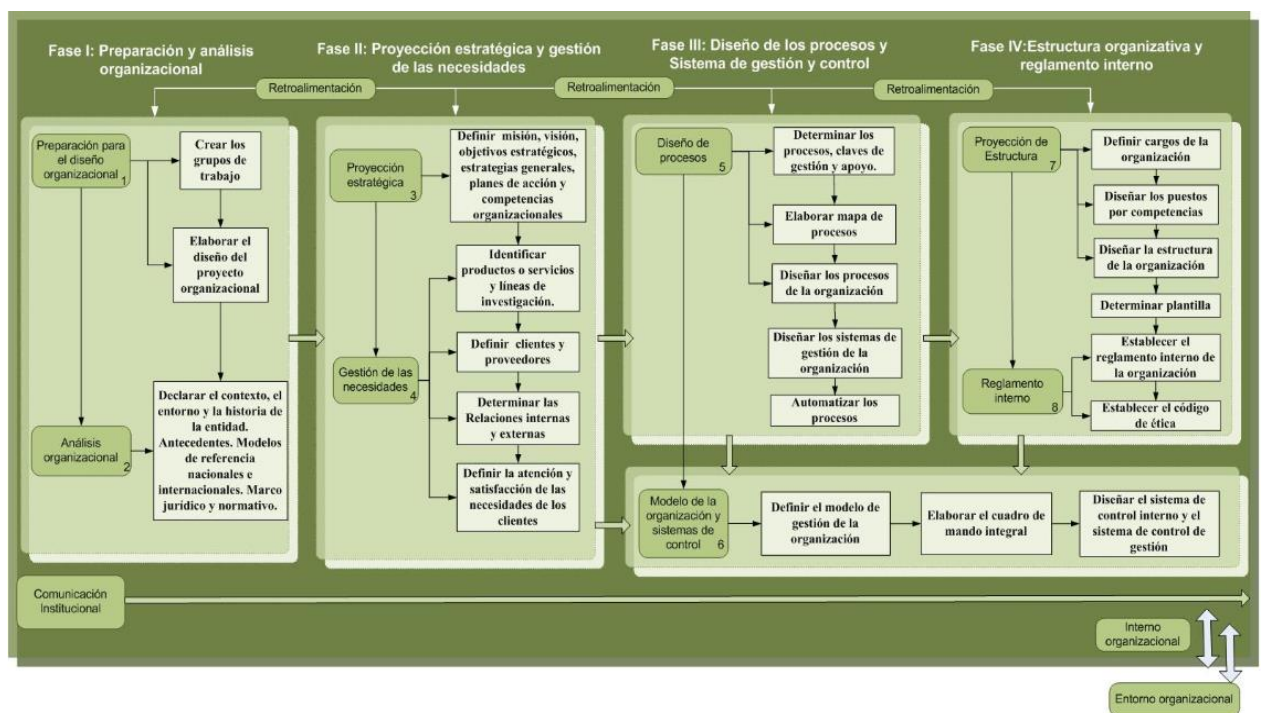 Fase I: Preparación y análisis
organizacional
Fase II: Proyección estratégica y gestión
de las necesidades
Fase III: Diseño de los procesos y
Sistema de gestión y control
Fase IV:Estructura organizativa y
reglamento interno
Retroalimentación
Retroalimentación
Retroalimentación
Preparación para
el diseño
organizacional
1
Crear los
grupos de
trabajo
Elaborar el
diseño del
proyecto
organizacional
Análisis
organizacional
2
Declarar el contexto, el
entorno y la historia de
la entidad.
Antecedentes. Modelos
de referencia
nacionales e
internacionales. Marco
jurídico y normativo.
Proyección
estratégica
3
Definir misión, visión,
objetivos estratégicos,
estrategias generales,
planes de acción y
competencias
organizacionales
Identificar
productos o servicios
y líneas de
investigación.
Gestión de las
necesidades
4
Definir clientes y
proveedores
Determinar las
Relaciones internas
y externas
Definir la atención y
satisfacción de las
necesidades de los
clientes
Diseño de
procesos
5
Determinar los
procesos, claves de
gestión y apoyo.
Elaborar mapa de
procesos
Diseñar los procesos
de la organización
Diseñar los sistemas de
gestión de la
organización
Automatizar los
procesos
Proyección de
Estructura
7
Definir cargos de la
organización
Diseñar los puestos
por competencias
Diseñar la estructura
de la organización
Determinar plantilla
Establecer el
reglamento interno de
la organización
Reglamento
interno
8
Establecer el código
de ética
Modelo de la
organización y
sistemas de
control
6
Definir el modelo de
gestión de la
organización
Elaborar el cuadro de
mando integral
Diseñar el sistema de
control interno y el
sistema de control de
gestión
Comunicación
Institucional
Interno
organizacional
Entorno organizacional